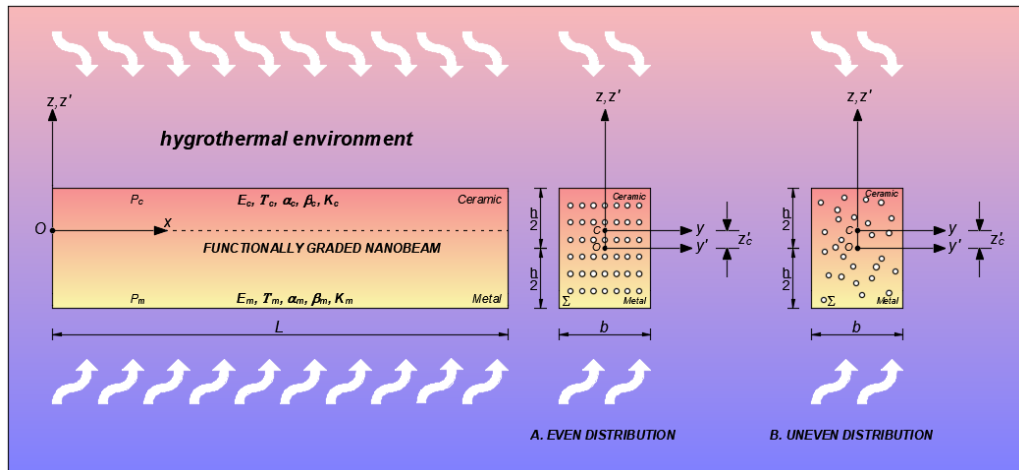 z, z'
hygrothermal environment
P_c
E_c, T_c, α_c, β_c, K_c
Ceramic
O
x
FUNCTIONALLY GRADED NANOBEAM
P_m
E_m, T_m, α_m, β_m, K_m
Metal
L
z, z'
h/2
h/2
Ceramic
C
O
y
y'
z'_c
Σ
Metal
b
A. EVEN DISTRIBUTION
z, z'
h/2
h/2
Ceramic
C
O
y
y'
z'_c
Σ
Metal
b
B. UNEVEN DISTRIBUTION